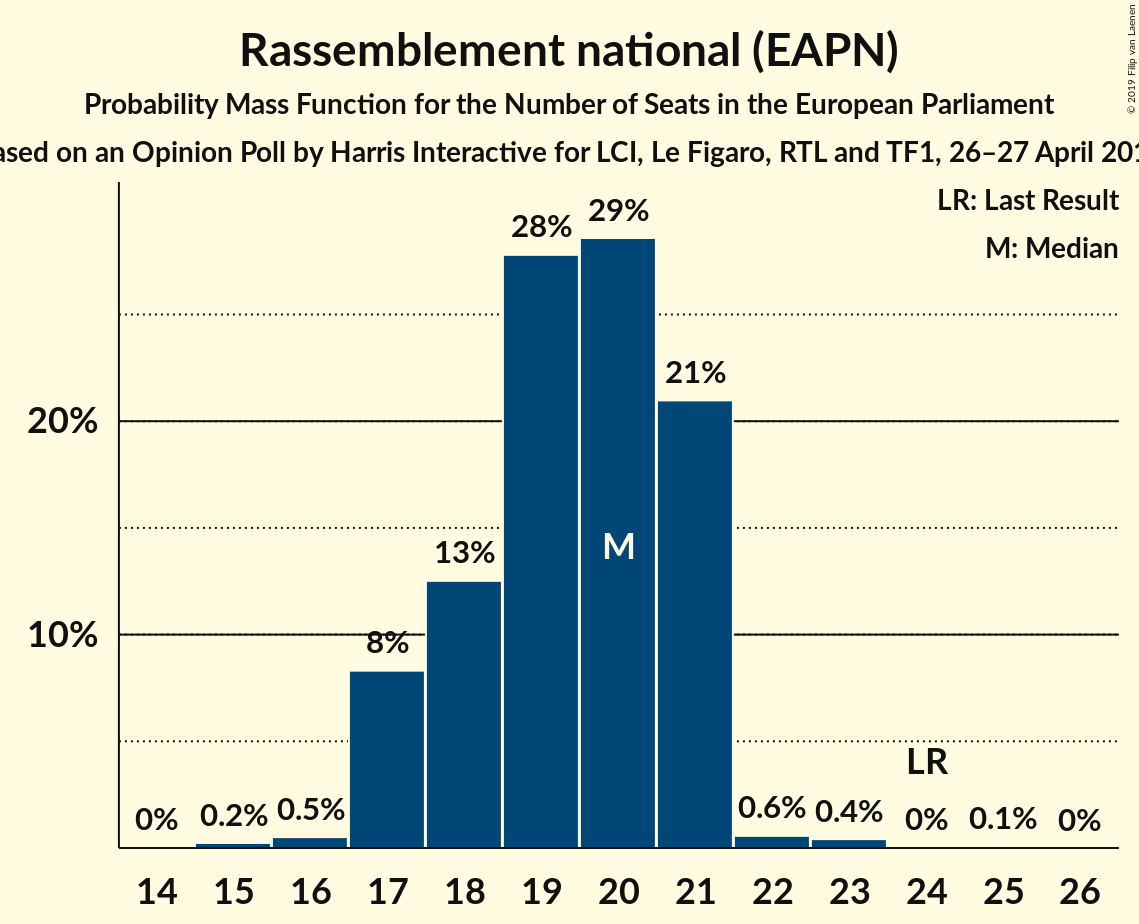 Rassemblement national (EAPN)
Probability Mass Function for the Number of Seats in the European Parliament
on an Opinion Poll by Harris Interactive for LCI, Le Figaro, RTL and TF1, 26–27 April
© 2019 Filip van Laenen
LR: Last Result
M: Median
28%
29%
21%
20%
13%
M
10%
8%
LR
0%
0.2%
0.5%
0.6%
0.4%
0%
0.1%
0%
14 15 16 17 18 19 20 21 22 23 24 25 26